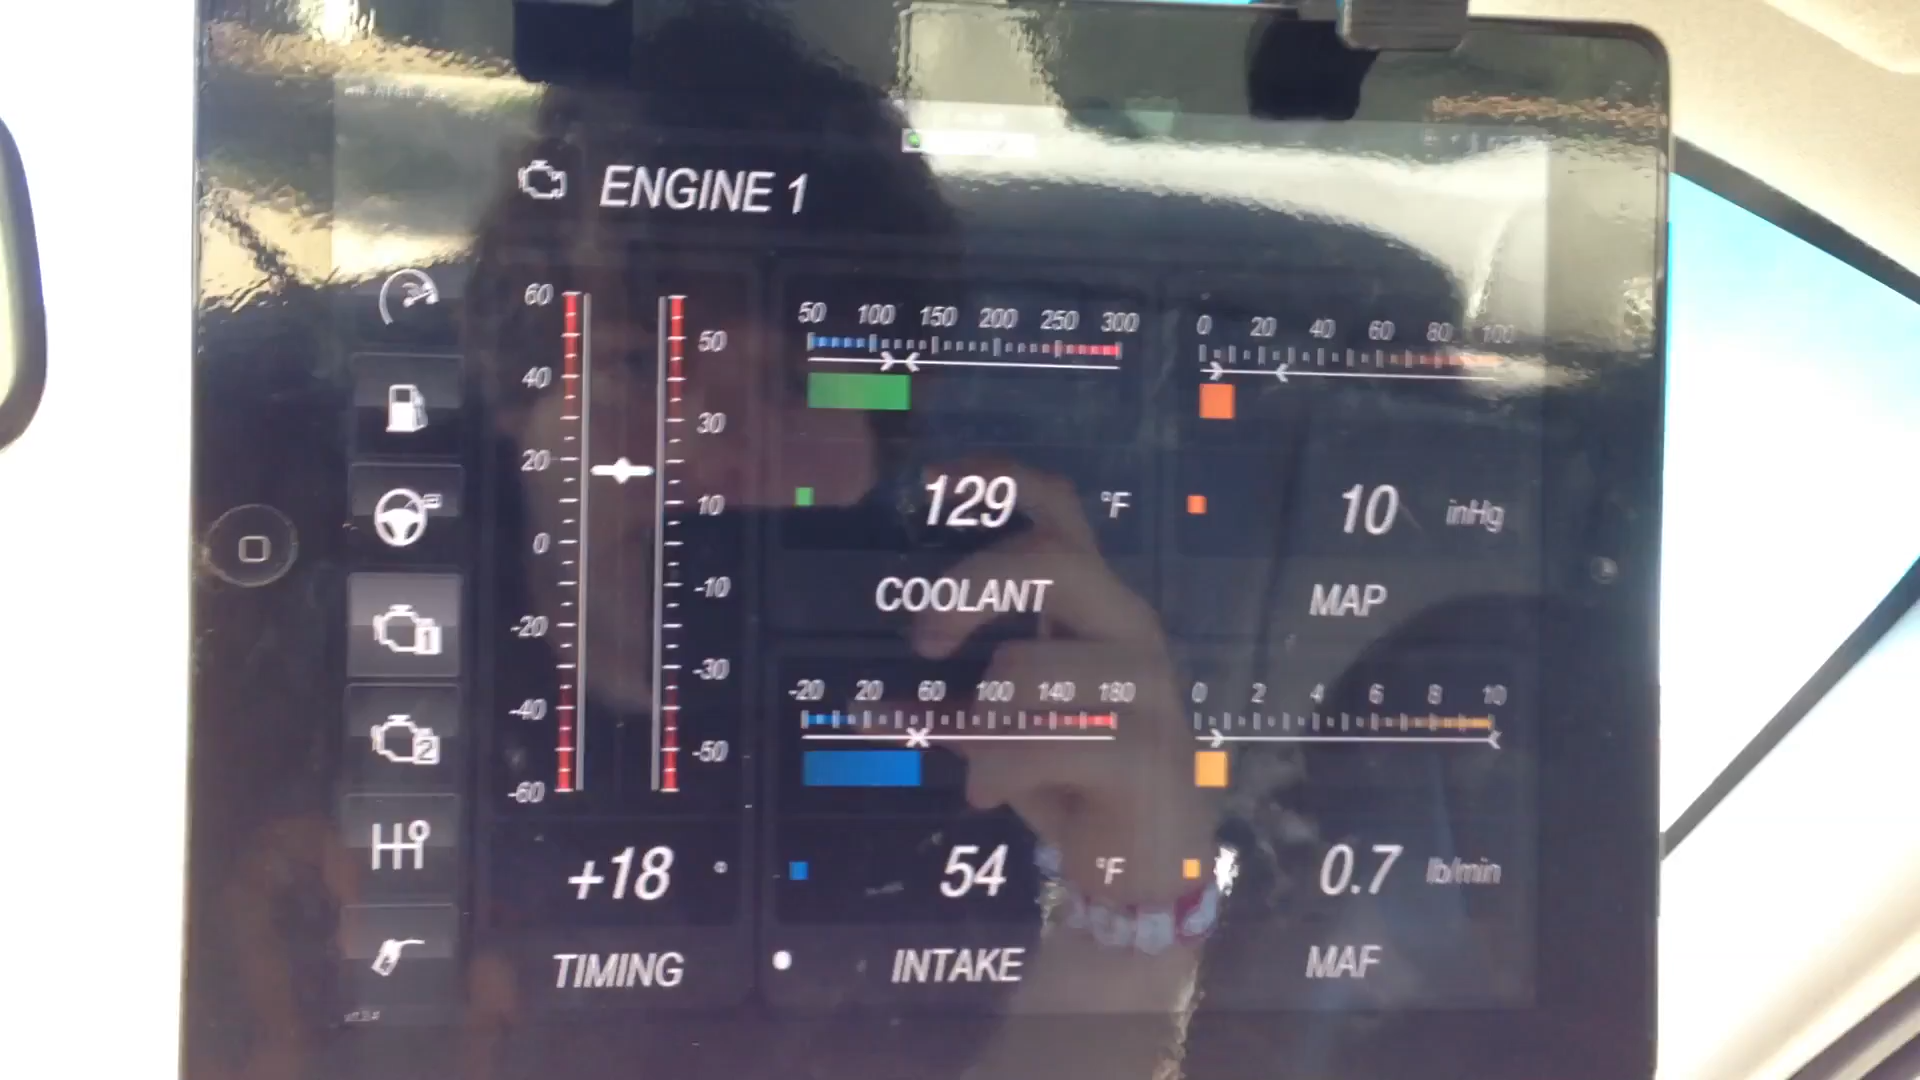 ENGINE 1
60
40
20
0
-20
-40
-60
50
30
10
-10
-30
-50
+18 °
TIMING
50 100 150 200 250 300
129 °F
COOLANT
0 20 40 60 80 100
10 inHg
MAP
-20 20 60 100 140 180
54 °F
INTAKE
0 2 4 6 8 10
0.7 lb/min
MAF
1
2